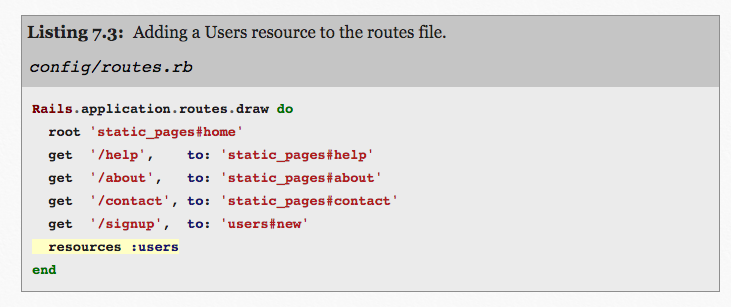 Listing 7.3: Adding a Users resource to the routes file.
config/routes.rb
Rails.application.routes.draw do
  root 'static_pages#home'
  get  '/help',    to: 'static_pages#help'
  get  '/about',   to: 'static_pages#about'
  get  '/contact', to: 'static_pages#contact'
  get  '/signup',  to: 'users#new'
  resources :users
end